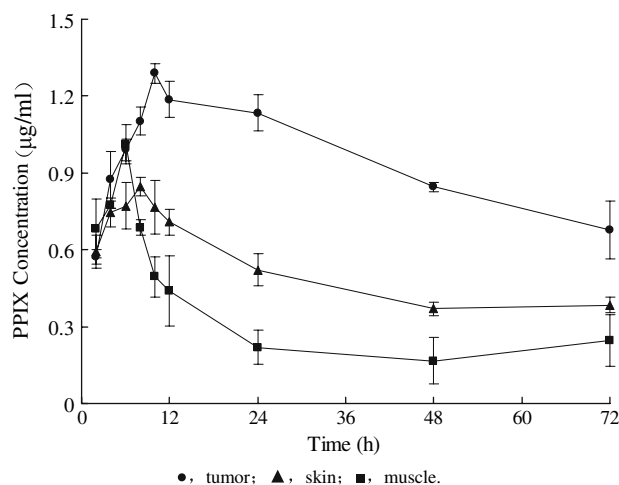 PPIX Concentration (μg/ml)
1.5
1.2
0.9
0.6
0.3
0
0 12 24 36 48 60 72
Time (h)
●, tumor; ▲, skin; ■, muscle.